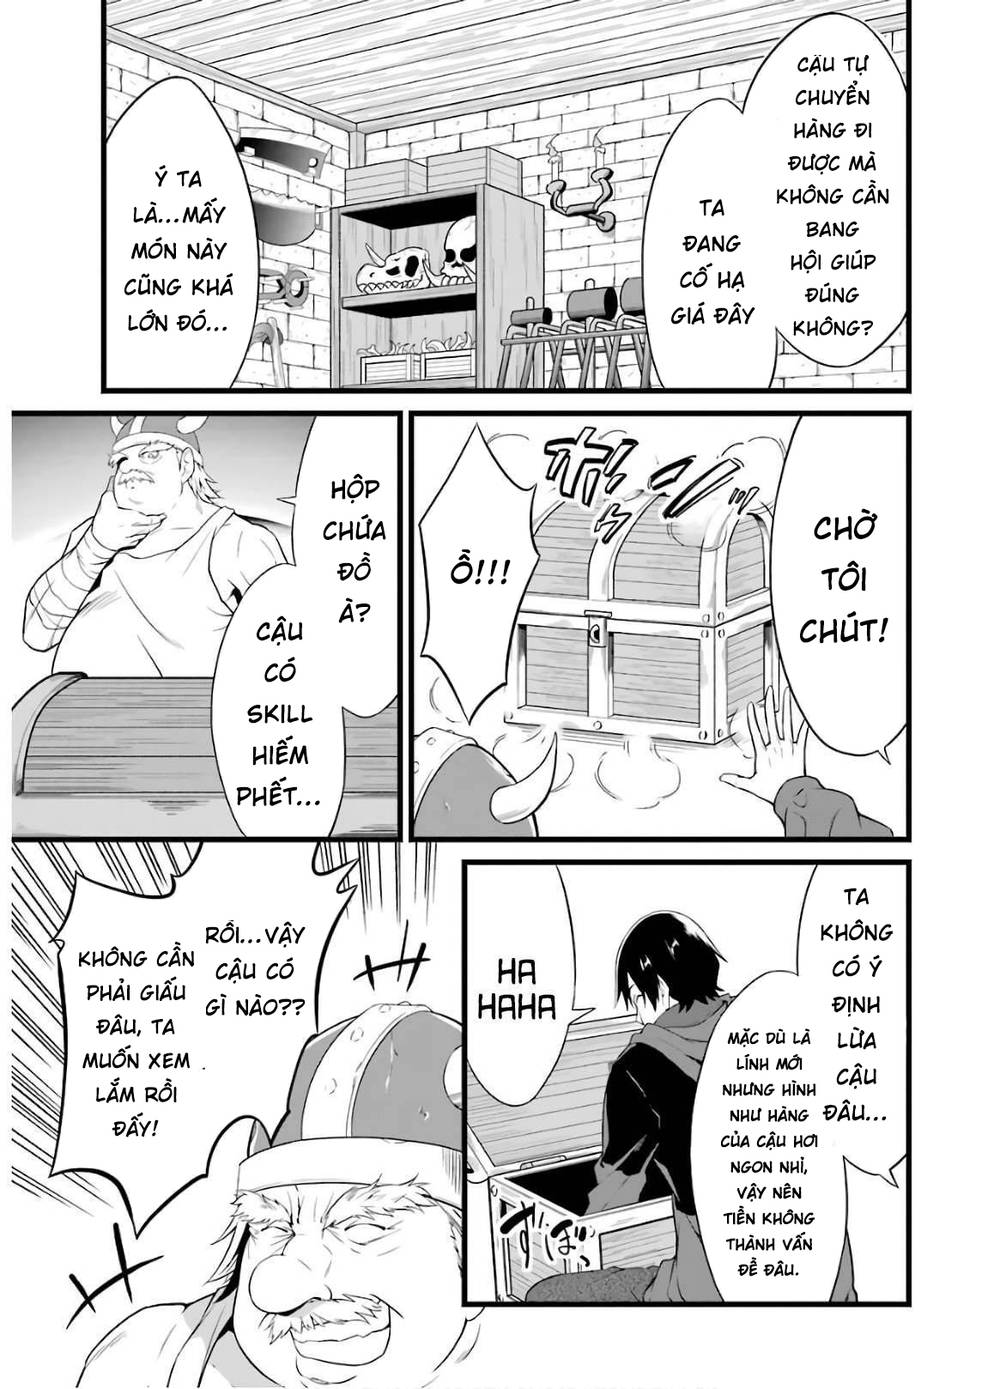 CẬU TỰ
CHUYỂN
HÀNG ĐI
ĐƯỢC MÀ
KHÔNG CẦN
BANG
HỘI GIÚP
ĐÚNG
KHÔNG?
TA
ĐANG
CỐ HẠ
GIÁ ĐÂY
Ý TA
LÀ...MẤY
MÓN NÀY
CŨNG KHÁ
LỚN ĐÓ...
CHỜ
TÔI
CHÚT!
Ồ!!!
HỘP
CHỨA
ĐỒ
À?
CẬU
CÓ
SKILL
HIẾM
PHẾT...
TA
KHÔNG
CÓ Ý
ĐỊNH
LỪA
CẬU
ĐÂU...
MẶC DÙ LÀ
LÍNH MỚI
NHƯNG HÌNH
NHƯ HÀNG
CỦA CẬU HƠI
NGON NHỈ,
VẬY NÊN
TIỀN KHÔNG
THÀNH VẤN
ĐỀ ĐÂU.
HA
HAHA
ずぼ
RỒI...VẬY
CẬU CÓ
GÌ NÀO??
KHÔNG CẦN
PHẢI GIẤU
ĐÂU, TA
MUỐN XEM
LẮM RỒI
ĐẤY!